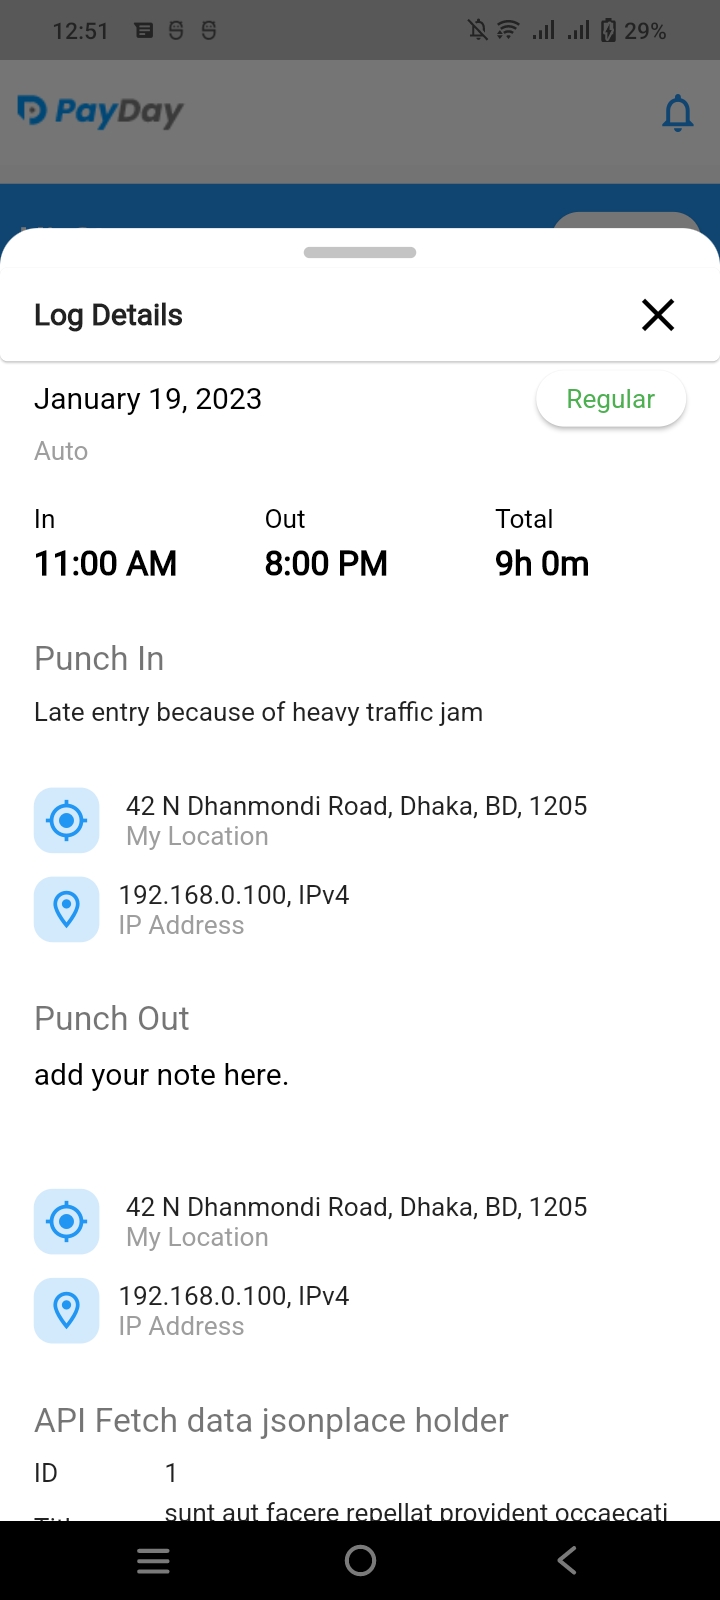 12:51 29%
PayDay
Log Details
January 19, 2023 Regular
Auto
In Out Total
11:00 AM 8:00 PM 9h 0m
Punch In
Late entry because of heavy traffic jam
42 N Dhanmondi Road, Dhaka, BD, 1205
My Location
192.168.0.100, IPv4
IP Address
Punch Out
add your note here.
42 N Dhanmondi Road, Dhaka, BD, 1205
My Location
192.168.0.100, IPv4
IP Address
API Fetch data jsonplace holder
ID 1
sunt aut facere repellat provident occaecati